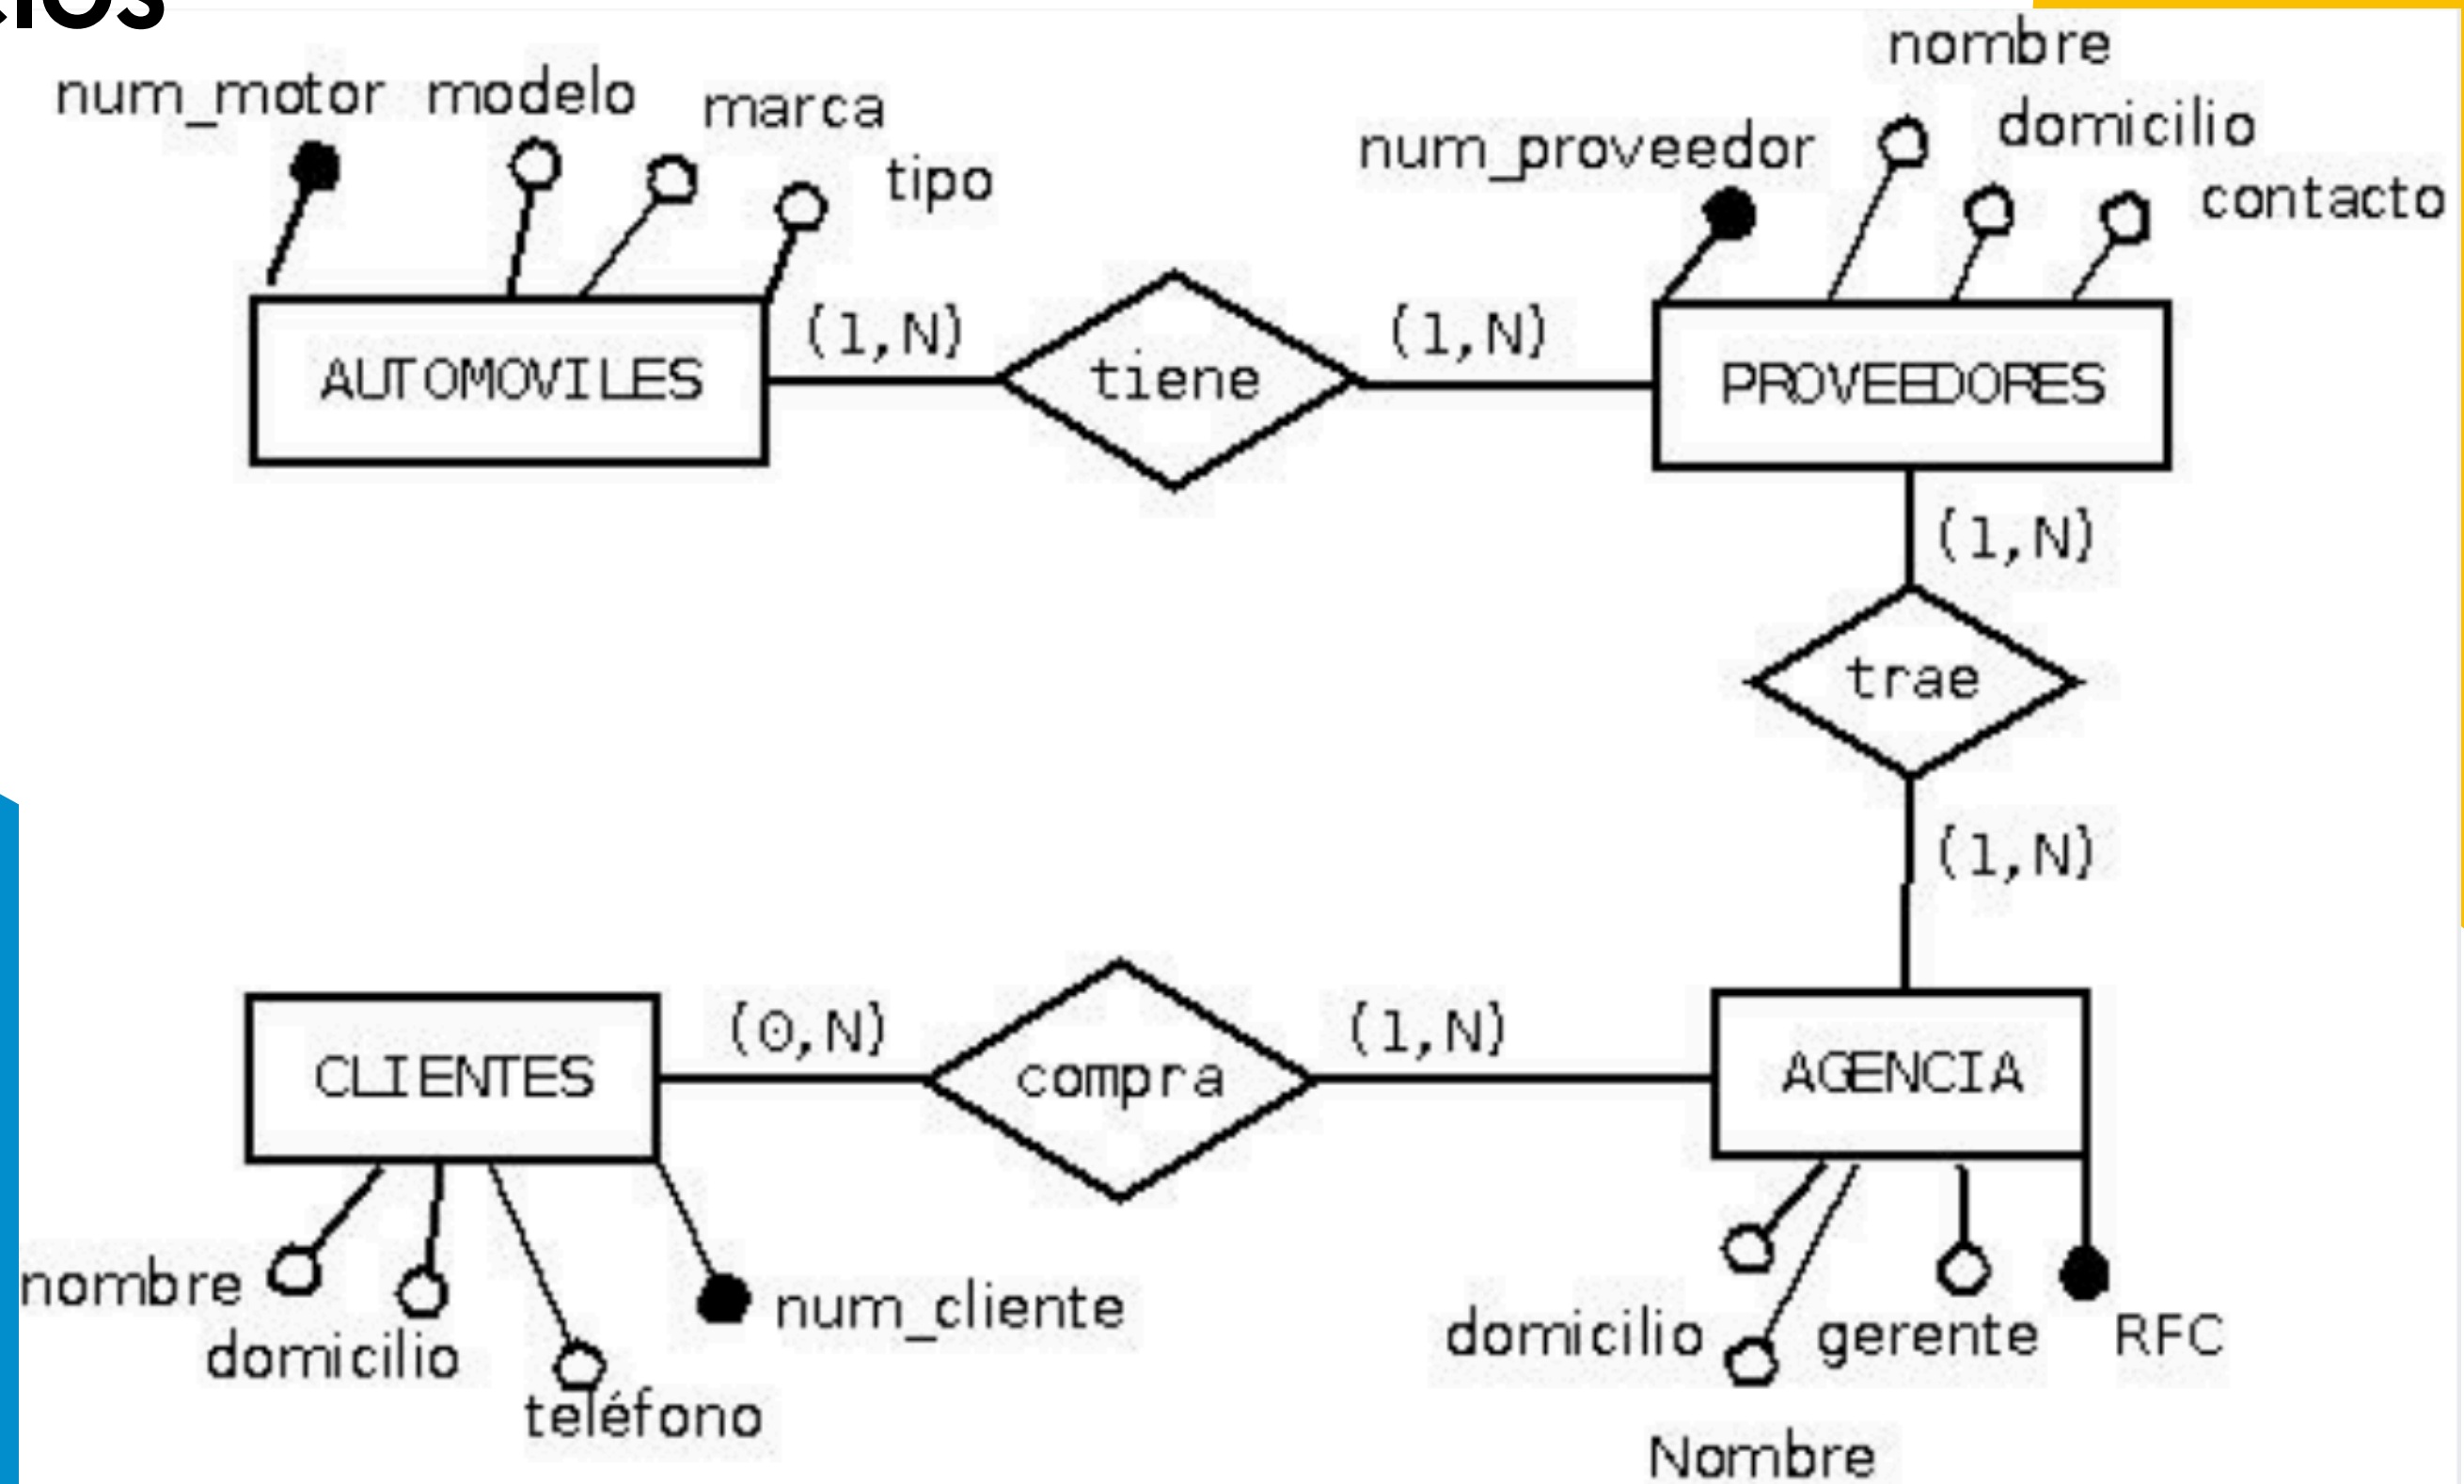 num_motor
modelo
marca
tipo
num_proveedor
nombre
domicilio
contacto
AUTOMOVILES
(1,N)
tiene
(1,N)
PROVEEDORES
(1,N)
trae
(1,N)
CLIENTES
(0,N)
compra
(1,N)
AGENCIA
nombre
domicilio
teléfono
num_cliente
domicilio
Nombre
gerente
RFC